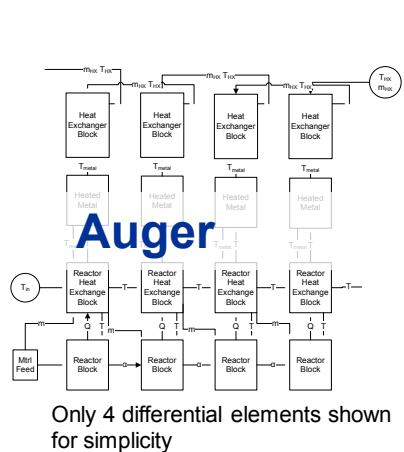 m_HX T_HX
m_HX T_HX
m_HX T_HX
m_HX T_HX
T_HX
m_HX
Heat Exchanger Block
Heat Exchanger Block
Heat Exchanger Block
Heat Exchanger Block
T_metal
T_metal
T_metal
T_metal
Heated Metal
Heated Metal
Heated Metal
Heated Metal
Auger
T_metal
T
T_metal T
T_metal T
T_in
Reactor Heat Exchange Block
T
Reactor Heat Exchange Block
T
Reactor Heat Exchange Block
T
Reactor Heat Exchange Block
T
m
Q T
m
Q T
m
Q T
m
Q T
Mtrl Feed
Reactor Block
α
Reactor Block
α
Reactor Block
α
Reactor Block
Only 4 differential elements shown
for simplicity